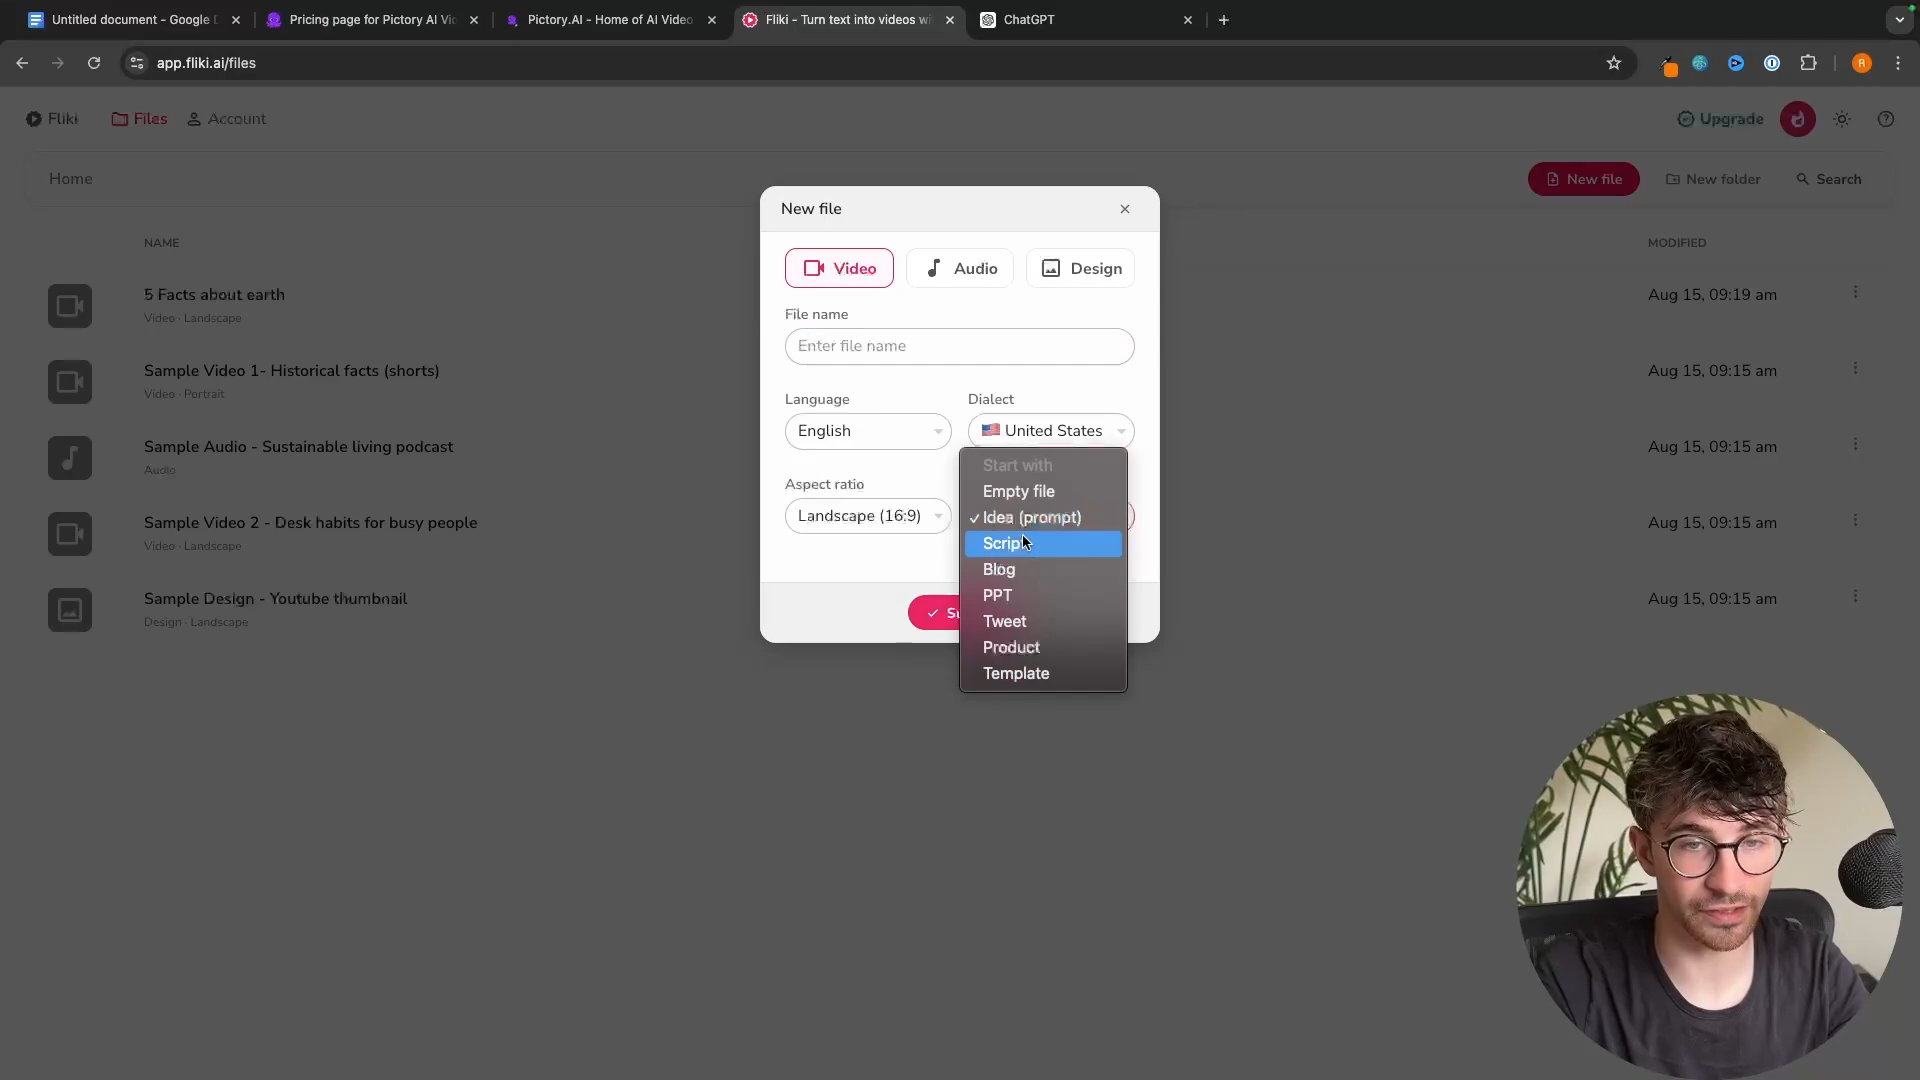 Untitled document - Google D
Pricing page for Pictory AI Vid
Pictory.AI - Home of AI Video
Fliki - Turn text into videos wi
ChatGPT
app.fliki.ai/files
R
Fliki
Files
Account
Upgrade
Home
New file
New folder
Search
NAME
MODIFIED
5 Facts about earth
Video · Landscape
Aug 15, 09:19 am
Sample Video 1- Historical facts (shorts)
Video · Portrait
Aug 15, 09:15 am
Sample Audio - Sustainable living podcast
Audio
Aug 15, 09:15 am
Sample Video 2 - Desk habits for busy people
Video · Landscape
Aug 15, 09:15 am
Sample Design - Youtube thumbnail
Design · Landscape
Aug 15, 09:15 am
New file
Video
Audio
Design
File name
Enter file name
Language
Dialect
English
United States
Aspect ratio
Landscape (16:9)
Start with
Empty file
Idea (prompt)
Script
Blog
PPT
Tweet
Product
Template